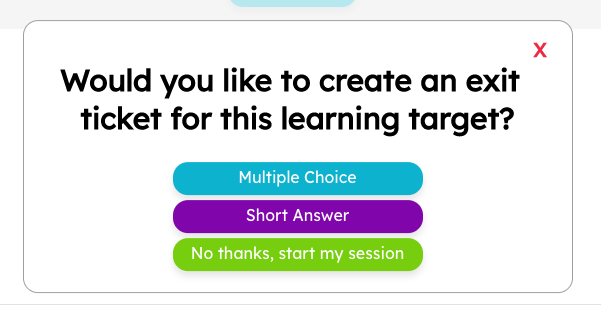 X
Would you like to create an exit
ticket for this learning target?
Multiple Choice
Short Answer
No thanks, start my session